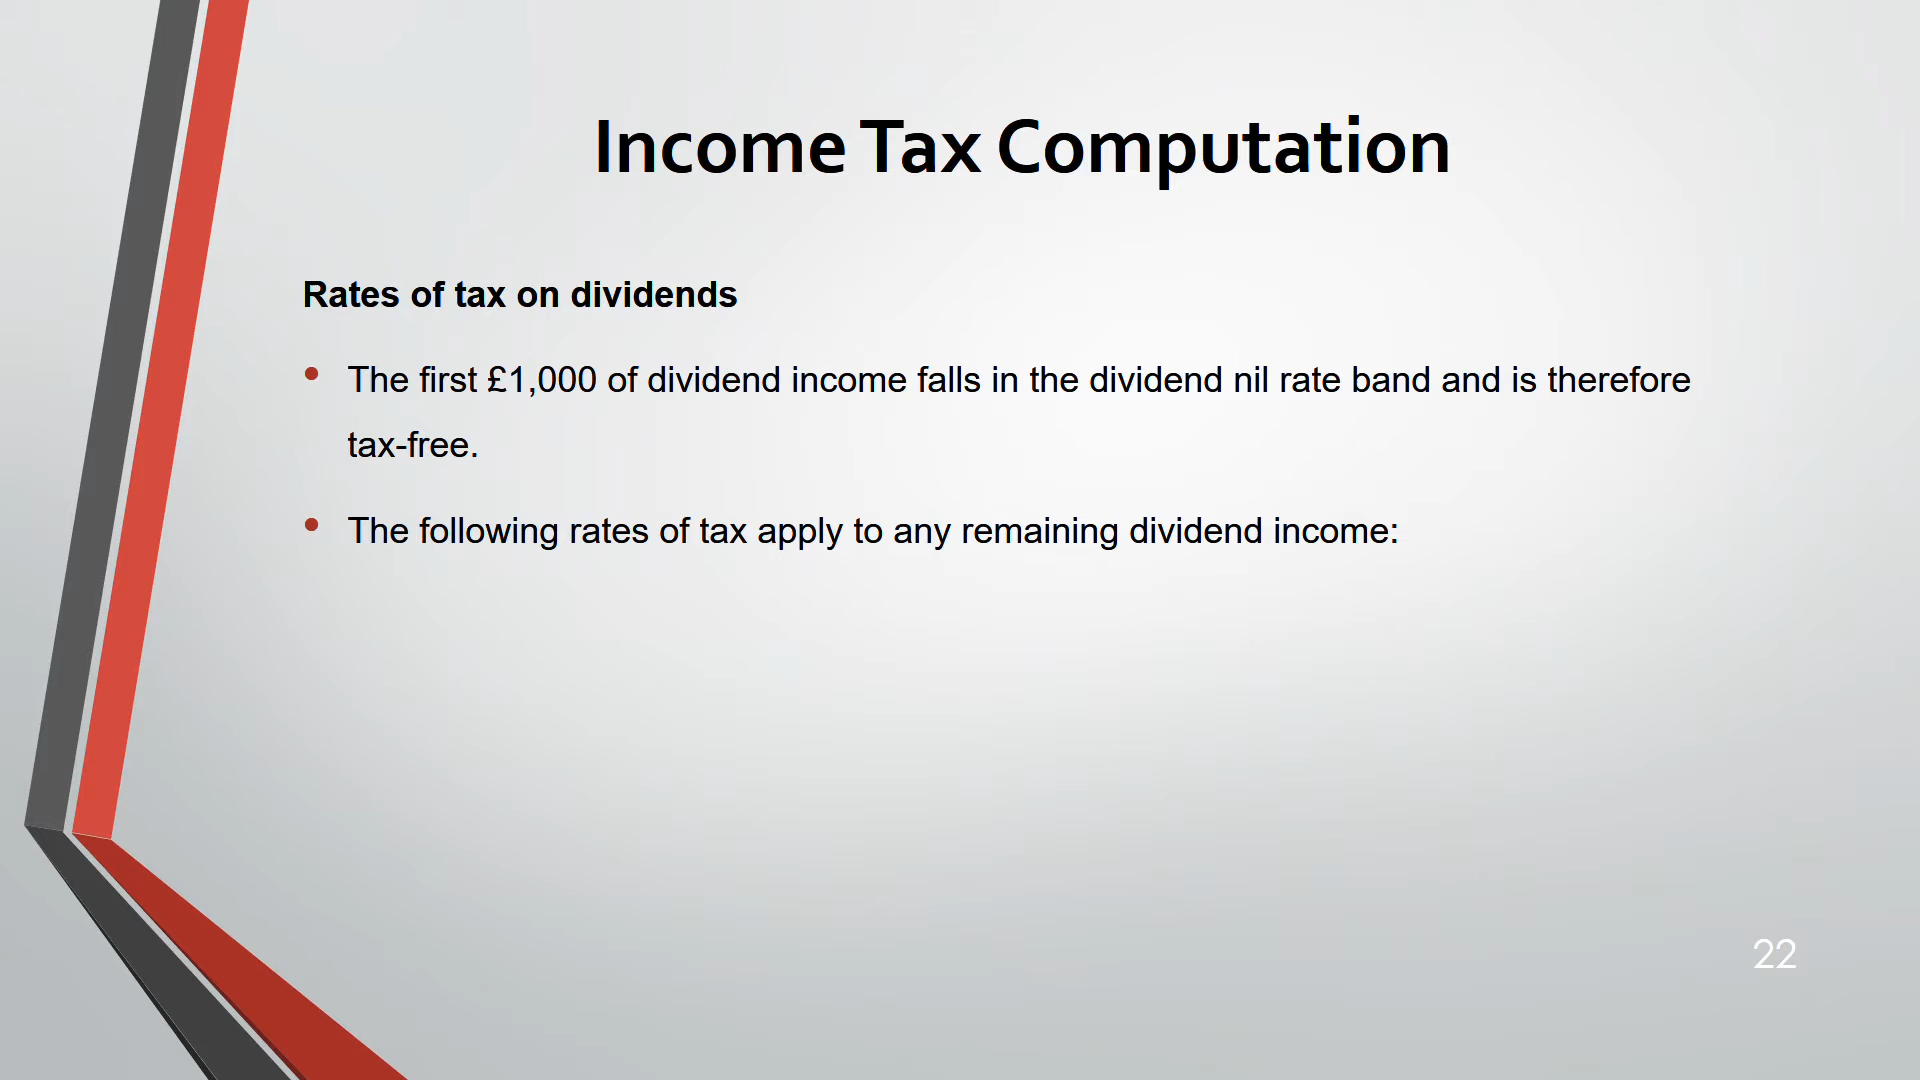 Income Tax Computation
Rates of tax on dividends
• The first £1,000 of dividend income falls in the dividend nil rate band and is therefore
tax-free.
• The following rates of tax apply to any remaining dividend income:
22